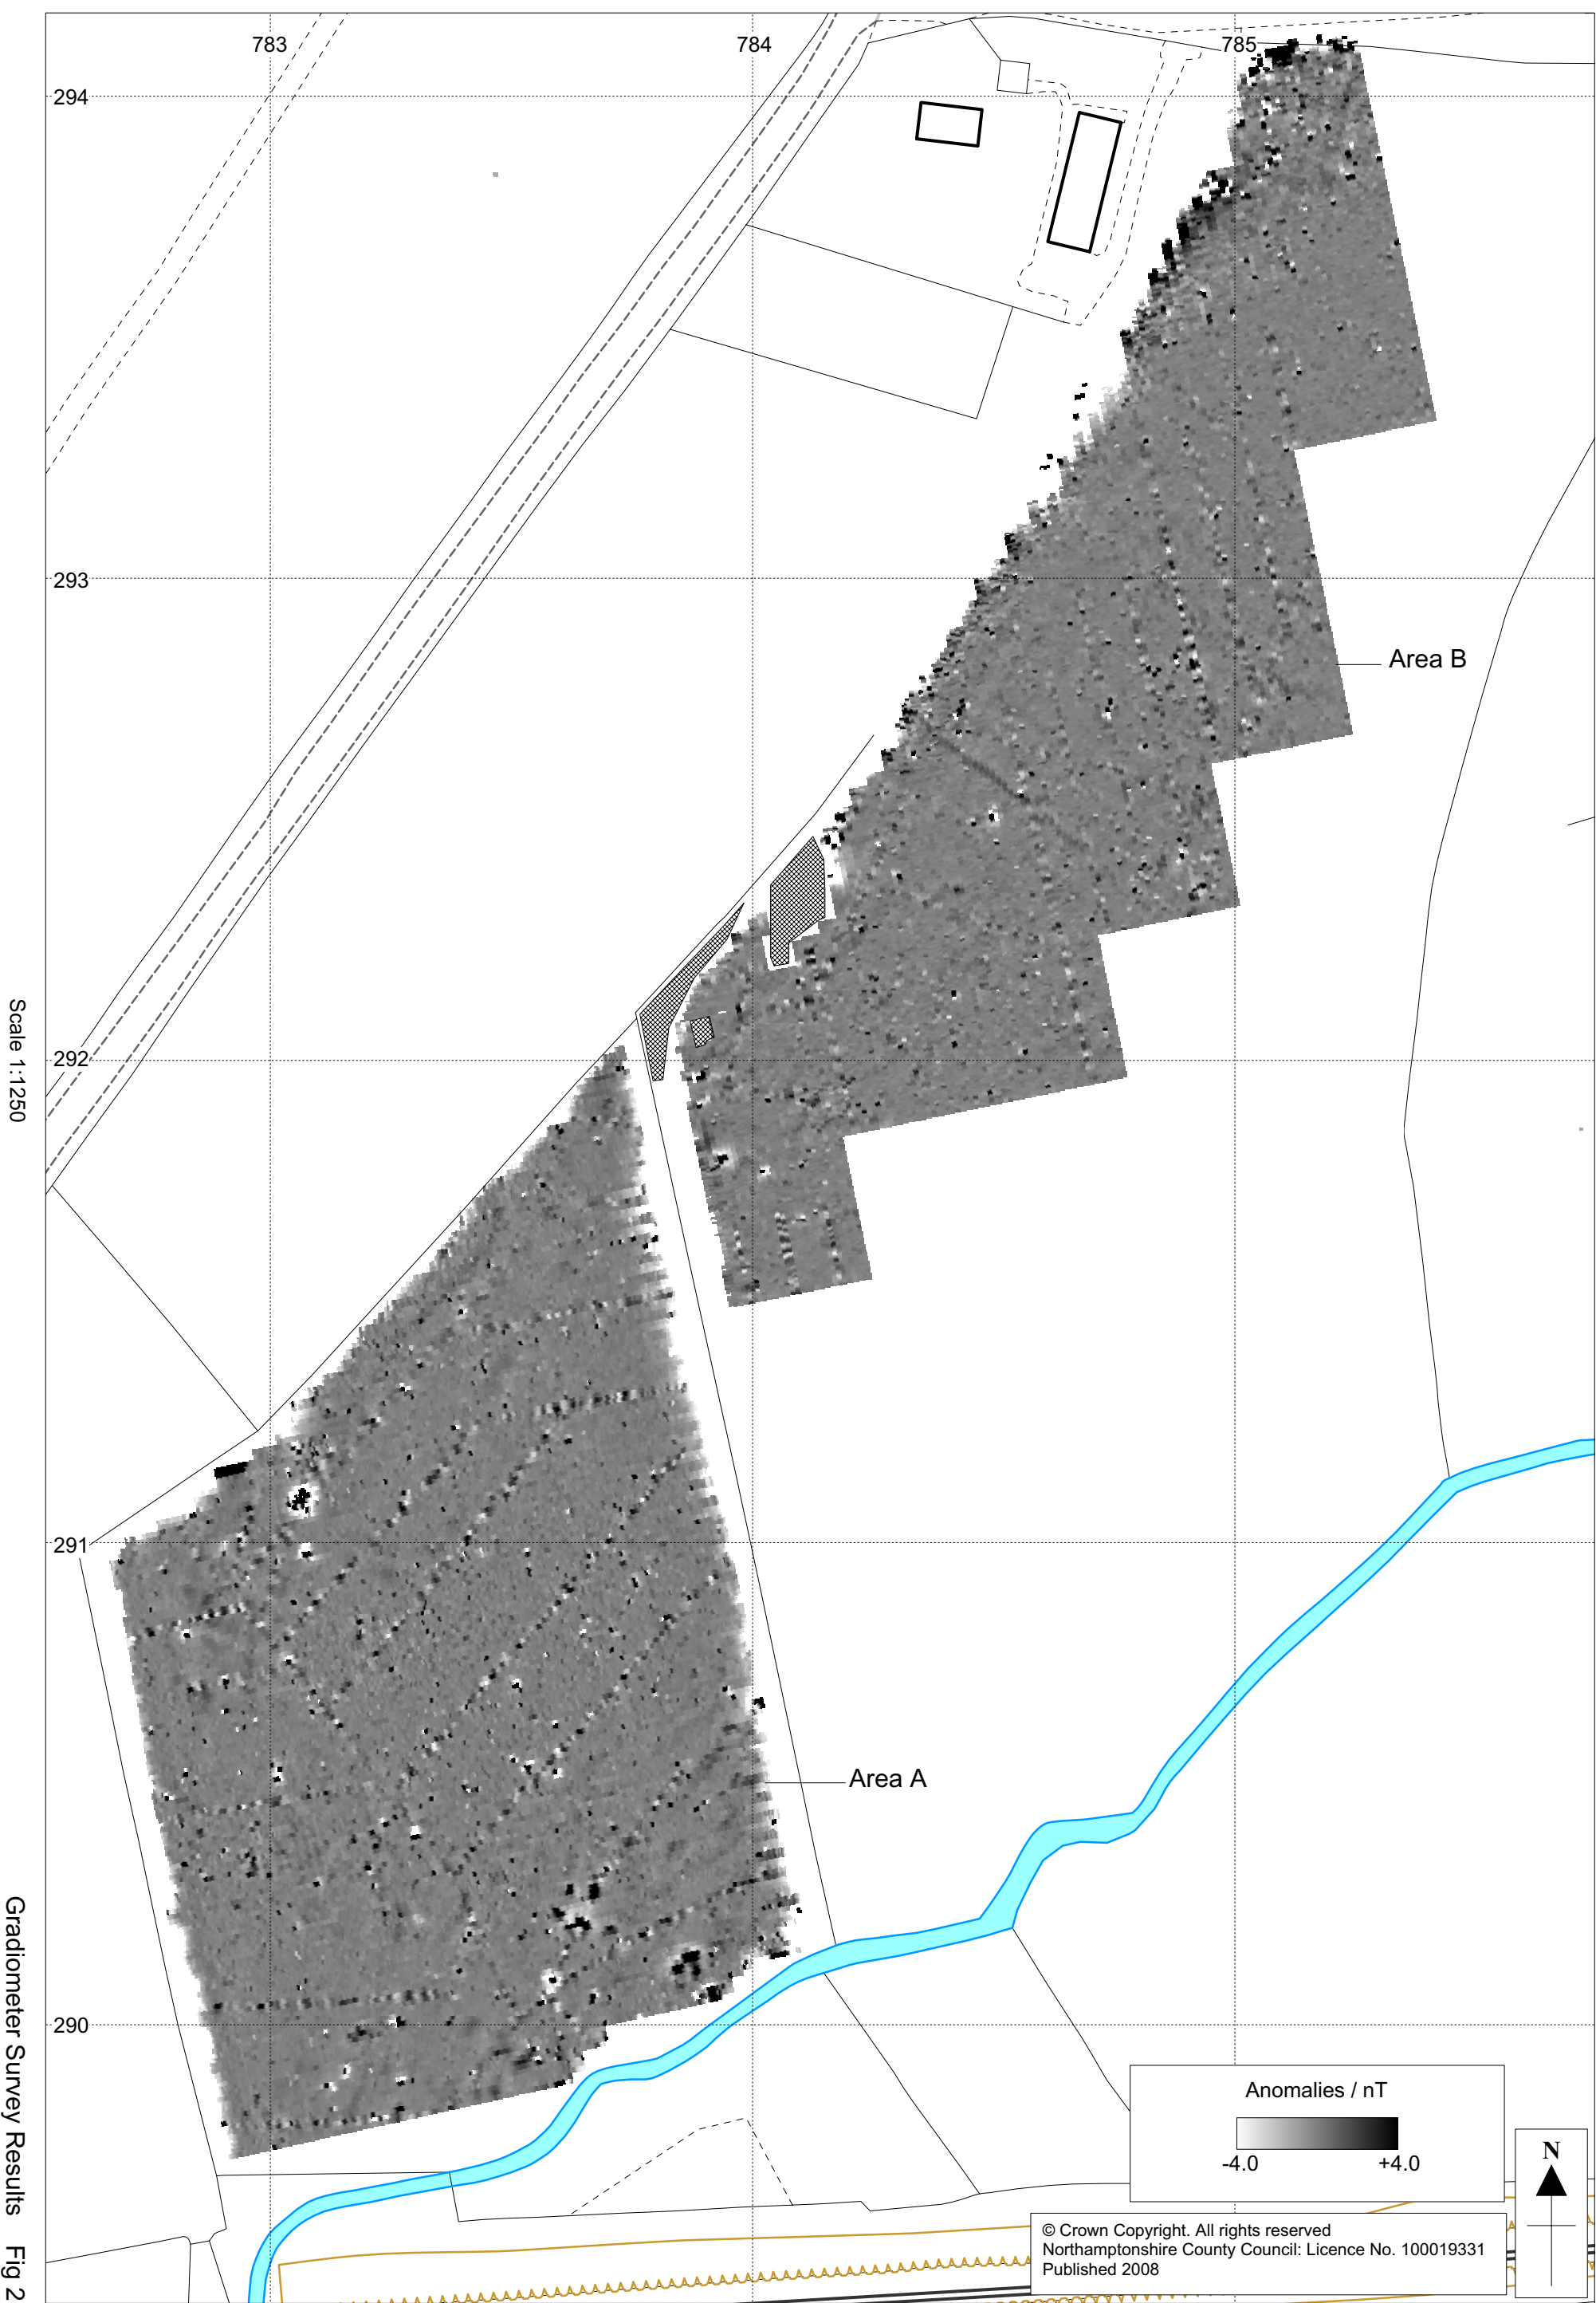 783
784
785
294
293
292
291
290
Area B
Area A
Scale 1:1250
Gradiometer Survey Results Fig 2
Anomalies / nT
-4.0 +4.0
N
© Crown Copyright. All rights reserved
Northamptonshire County Council: Licence No. 100019331
Published 2008